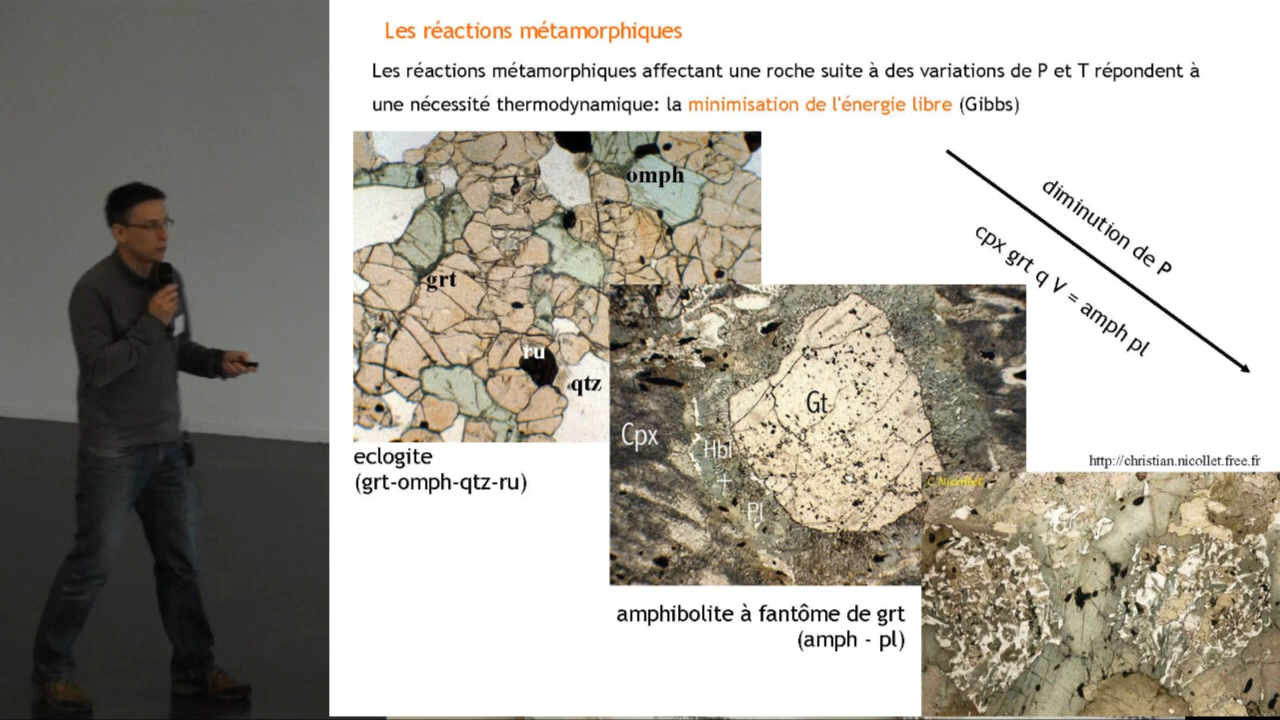 Les réactions métamorphiques
Les réactions métamorphiques affectant une roche suite à des variations de P et T répondent à
une nécessité thermodynamique: la minimisation de l'énergie libre (Gibbs)
omph
grt
ru
qtz
eclogite
(grt-omph-qtz-ru)
diminution de P
cpx grt q V = amph pl
Cpx
Gt
Hbl
+
Pl
http://christian.nicollet.free.fr
C. Nicollet
amphibolite à fantôme de grt
(amph - pl)